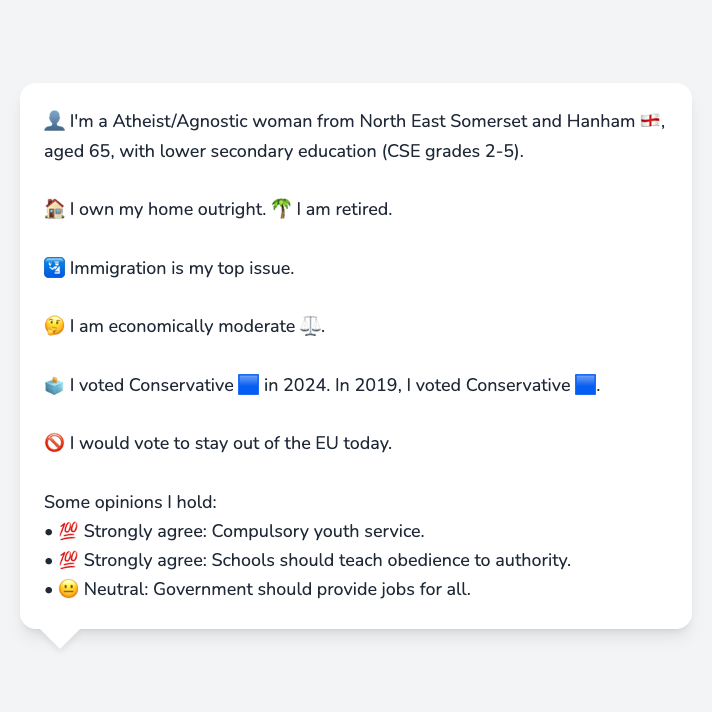 👤 I'm a Atheist/Agnostic woman from North East Somerset and Hanham 🏴󠁧󠁢󠁥󠁮󠁧󠁿,
aged 65, with lower secondary education (CSE grades 2-5).
🏠 I own my home outright. 🌴 I am retired.
🛂 Immigration is my top issue.
🤔 I am economically moderate ⚖️.
🗳️ I voted Conservative 🟦 in 2024. In 2019, I voted Conservative 🟦.
🚫 I would vote to stay out of the EU today.
Some opinions I hold:
• 💯 Strongly agree: Compulsory youth service.
• 💯 Strongly agree: Schools should teach obedience to authority.
• 😐 Neutral: Government should provide jobs for all.